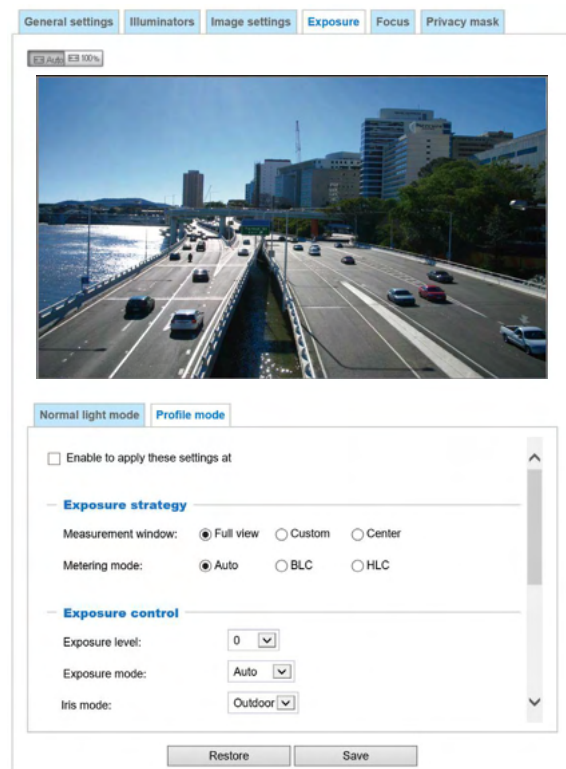 General settings Illuminators Image settings Exposure Focus Privacy mask
Auto 100%
Normal light mode Profile mode
Enable to apply these settings at
Exposure strategy
Measurement window: Full view Custom Center
Metering mode: Auto BLC HLC
Exposure control
Exposure level: 0
Exposure mode: Auto
Iris mode: Outdoor
Restore Save